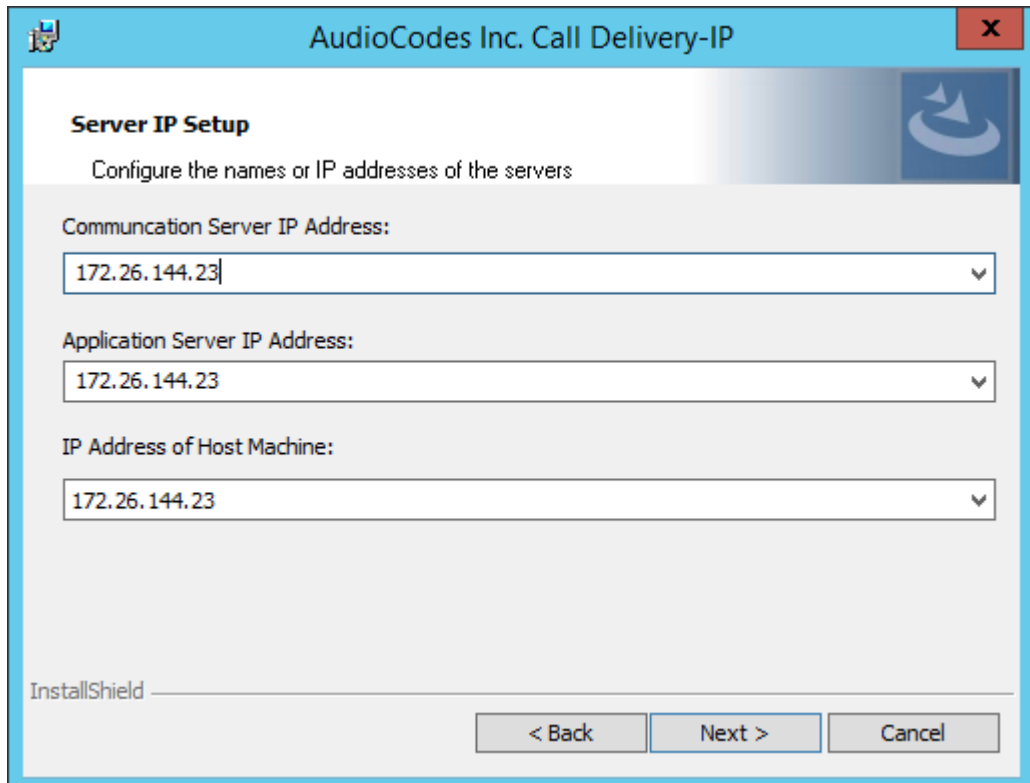 AudioCodes Inc. Call Delivery-IP
x
Server IP Setup
Configure the names or IP addresses of the servers
Communcation Server IP Address:
172.26.144.23
Application Server IP Address:
172.26.144.23
IP Address of Host Machine:
172.26.144.23
InstallShield
< Back Next > Cancel